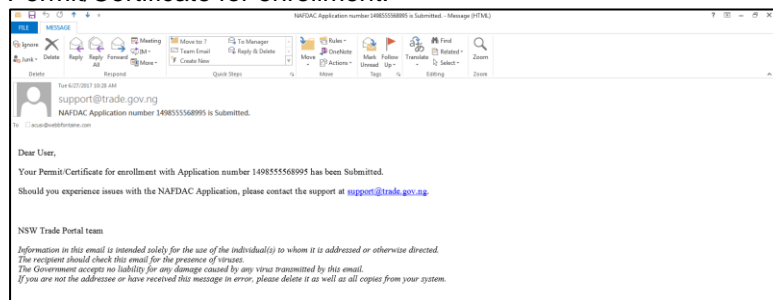 Permit/Certificate for enrollment.
NAFDAC Application number 1498555568995 is Submitted. - Message (HTML)
FILE MESSAGE
Ignore
Junk Delete
Reply Reply All Forward
Meeting
IM
More
Move to: ?
Team Email
Create New
To Manager
Reply & Delete
Move
Rules
OneNote
Actions
Mark Unread
Follow Up
Translate
Find
Related
Select
Zoom
Delete Respond Quick Steps Move Tags Editing Zoom
Tue 6/27/2017 10:28 AM
support@trade.gov.ng
NAFDAC Application number 1498555568995 is Submitted.
To
Dear User,
Your Permit/Certificate for enrollment with Application number 1498555568995 has been Submitted.
Should you experience issues with the NAFDAC Application, please contact the support at support@trade.gov.ng.
NSW Trade Portal team
Information in this email is intended solely for the use of the individual(s) to whom it is addressed or otherwise directed.
The recipient should check this email for the presence of viruses.
The Government accepts no liability for any damage caused by any virus transmitted by this email.
If you are not the addressee or have received this message in error, please delete it as well as all copies from your system.